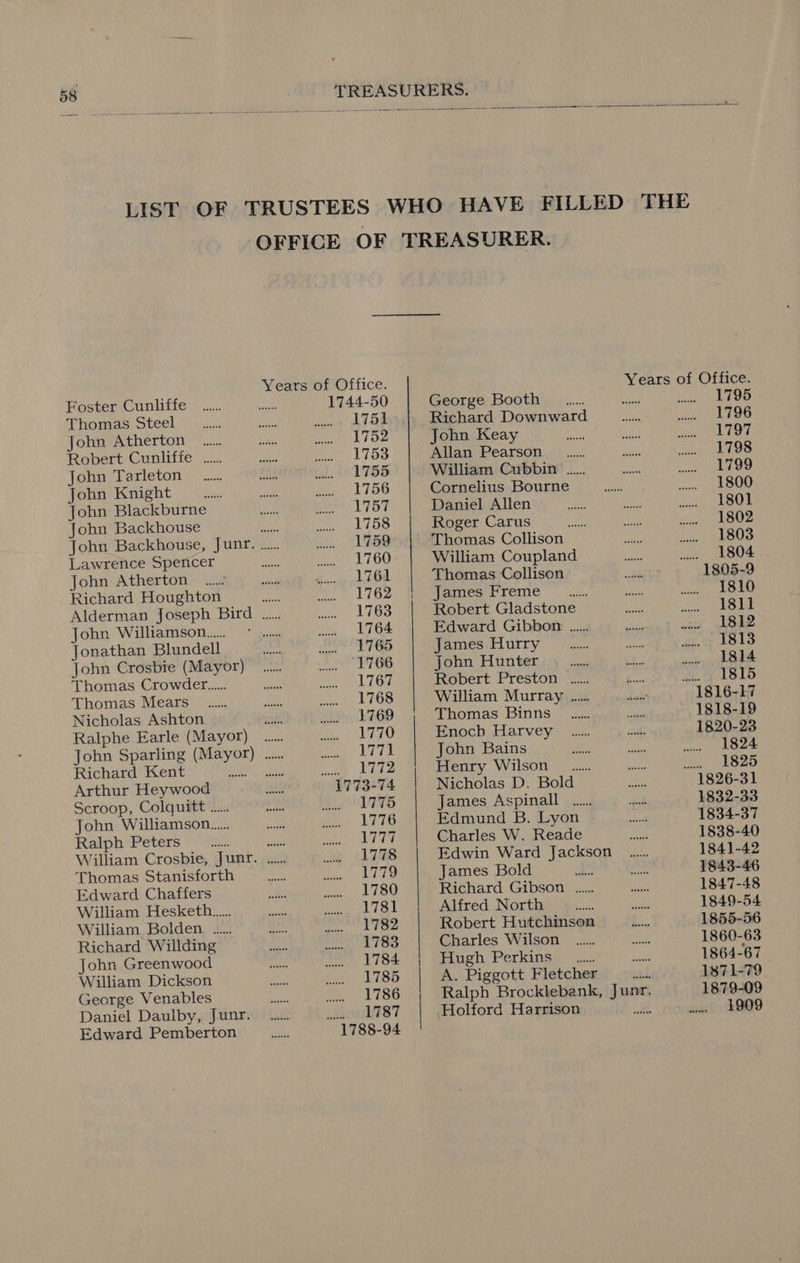 58 TREASURERS.
LIST OF TRUSTEES WHO HAVE FILLED THE
OFFICE OF TREASURER.
Years of Office.
Foster Cunliffe ...... ...... 1744-50
Thomas Steel ...... ...... ...... 1751
John Atherton ...... ...... ...... 1752
Robert Cunliffe ...... ...... ...... 1753
John Tarleton ...... ...... ...... 1755
John Knight ...... ...... ...... 1756
John Blackburne ...... ...... 1757
John Backhouse ...... ...... 1758
John Backhouse, Junr. ...... ...... 1759
Lawrence Spencer ...... ...... 1760
John Atherton ...... ...... ...... 1761
Richard Houghton ...... ...... 1762
Alderman Joseph Bird ...... ...... 1763
John Williamson...... ...... ...... 1764
Jonathan Blundell ...... ...... 1765
John Crosbie (Mayor) ...... ...... 1766
Thomas Crowder...... ...... ...... 1767
Thomas Mears ...... ...... ...... 1768
Nicholas Ashton ...... ...... 1769
Ralphe Earle (Mayor) ...... ...... 1770
John Sparling (Mayor) ...... ...... 1771
Richard Kent ...... ...... ...... 1772
Arthur Heywood ...... 1773-74
Scroop, Colquitt ...... ...... ...... 1775
John Williamson...... ...... ...... 1776
Ralph Peters ...... ...... ...... 1777
William Crosbie, Junr. ...... ...... 1778
Thomas Stanisforth ...... ...... 1779
Edward Chaffers ...... ...... 1780
William Hesketh...... ...... ...... 1781
William Bolden ...... ...... ...... 1782
Richard Willding ...... ...... 1783
John Greenwood ...... ...... 1784
William Dickson ...... ...... 1785
George Venables ...... ...... 1786
Daniel Daulby, Junr. ...... ...... 1787
Edward Pemberton ...... 1788-94
Years of Office.
George Booth ...... ...... ...... 1795
Richard Downward ...... ...... 1796
John Keay ...... ...... ...... 1797
Allan Pearson ...... ...... ...... 1798
William Cubbin ...... ...... ...... 1799
Cornelius Bourne ...... ...... 1800
Daniel Allen ...... ...... ...... 1801
Roger Carus ...... ...... ...... 1802
Thomas Collison ...... ...... 1803
William Coupland ...... ...... 1804
Thomas Collison ...... 1805-9
James Freme ...... ...... ...... 1810
Robert Gladstone ...... ...... 1811
Edward Gibbon ...... ...... ...... 1812
James Hurry ...... ...... ...... 1813
John Hunter ...... ...... ...... 1814
Robert Preston ...... ...... ...... 1815
William Murray ...... ...... 1816-17
Thomas Binns ...... ...... 1818-19
Enoch Harvey ...... ...... 1820-23
John Bains ...... ...... ...... 1824
Henry Wilson ...... ...... ...... 1825
Nicholas D. Bold ...... 1826-31
James Aspinall ...... ...... 1832-33
Edmund B. Lyon ...... 1834-37
Charles W. Reade ...... 1838-40
Edwin Ward Jackson ...... 1841-42
James Bold ...... ...... 1843-46
Richard Gibson ...... ...... 1847-48
Alfred North ...... ...... 1849-54
Robert Hutchinson ...... 1855-56
Charles Wilson ...... ...... 1860-63
Hugh Perkins ...... ...... 1864-67
A. Piggott Fletcher ...... 1871-79
Ralph Brocklebank, Junr. 1879-09
Holford Harrison ...... ...... 1909